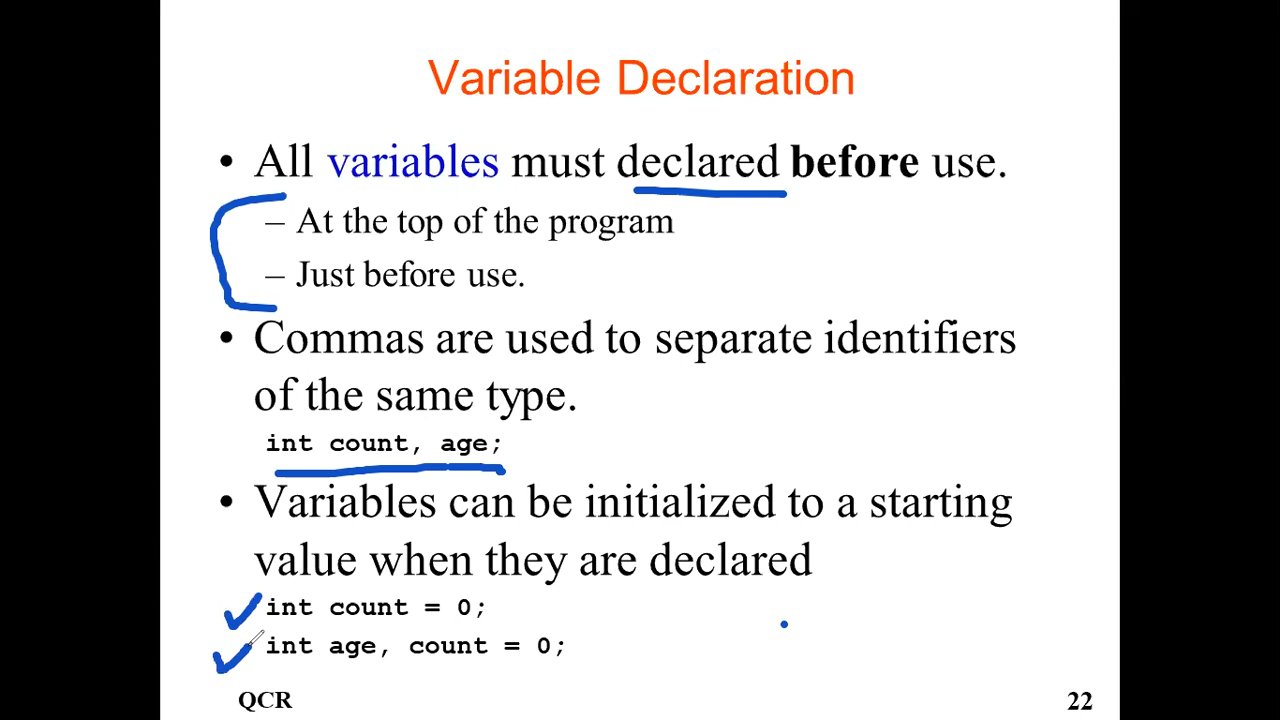 Variable Declaration
• All variables must declared before use.
– At the top of the program
– Just before use.
• Commas are used to separate identifiers
of the same type.
int count, age;
• Variables can be initialized to a starting
value when they are declared
int count = 0;
int age, count = 0;
QCR
22